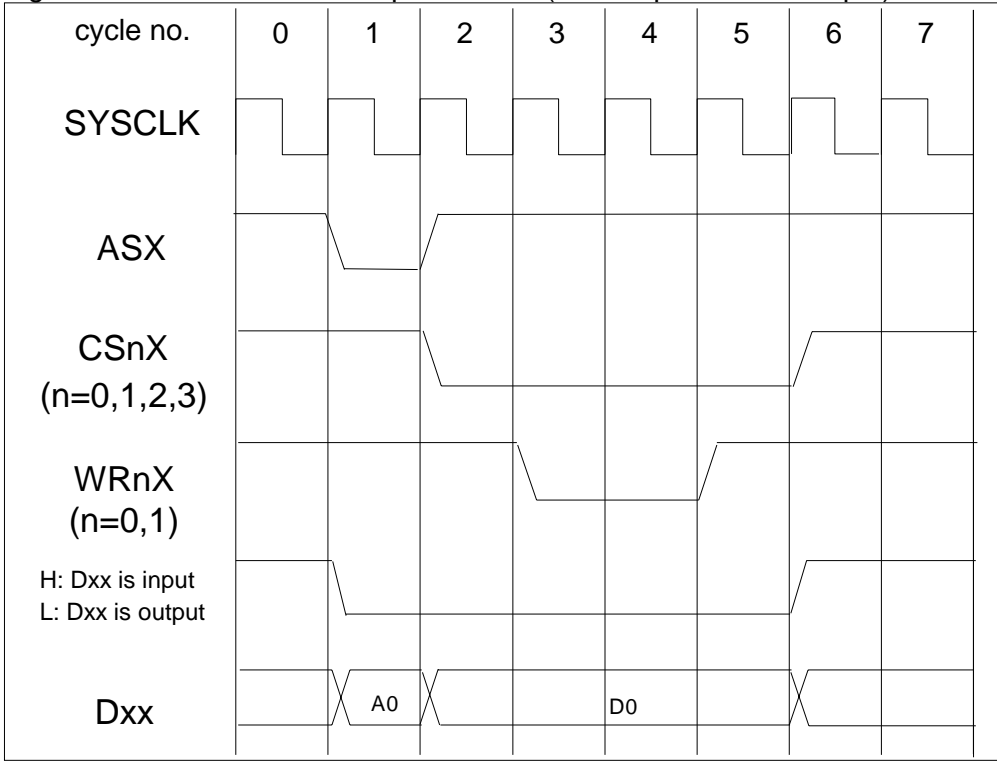 cycle no. 0 1 2 3 4 5 6 7
SYSCLK
ASX
CSnX
(n=0,1,2,3)
WRnX
(n=0,1)
H: Dxx is input
L: Dxx is output
Dxx A0 D0